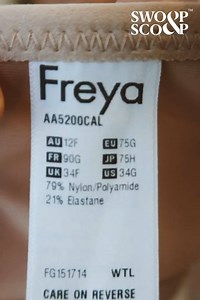 SWOOP™
SCOOP
Freya
AA5200CAL
AU 12F EU 75G
FR 90G JP 75H
UK 34F US 34G
79% Nylon/Polyamide
21% Elastane
FG151714 WTL
CARE ON REVERSE